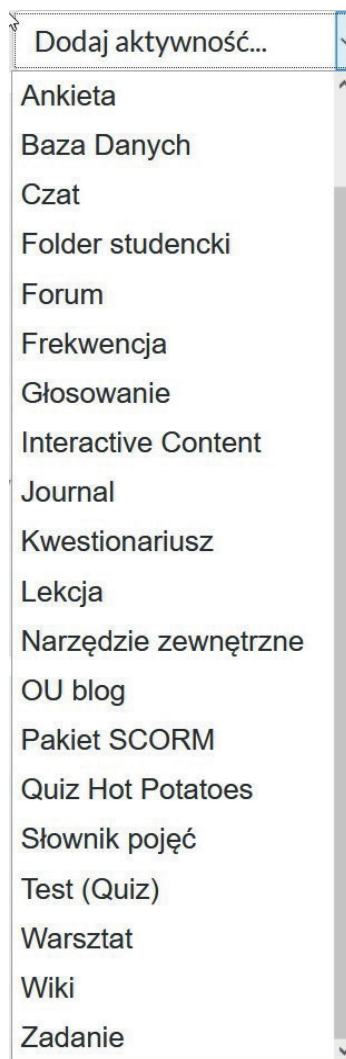 Dodaj aktywność...
Ankieta
Baza Danych
Czat
Folder studencki
Forum
Frekwencja
Głosowanie
Interactive Content
Journal
Kwestionariusz
Lekcja
Narzędzie zewnętrzne
OU blog
Pakiet SCORM
Quiz Hot Potatoes
Słownik pojęć
Test (Quiz)
Warsztat
Wiki
Zadanie